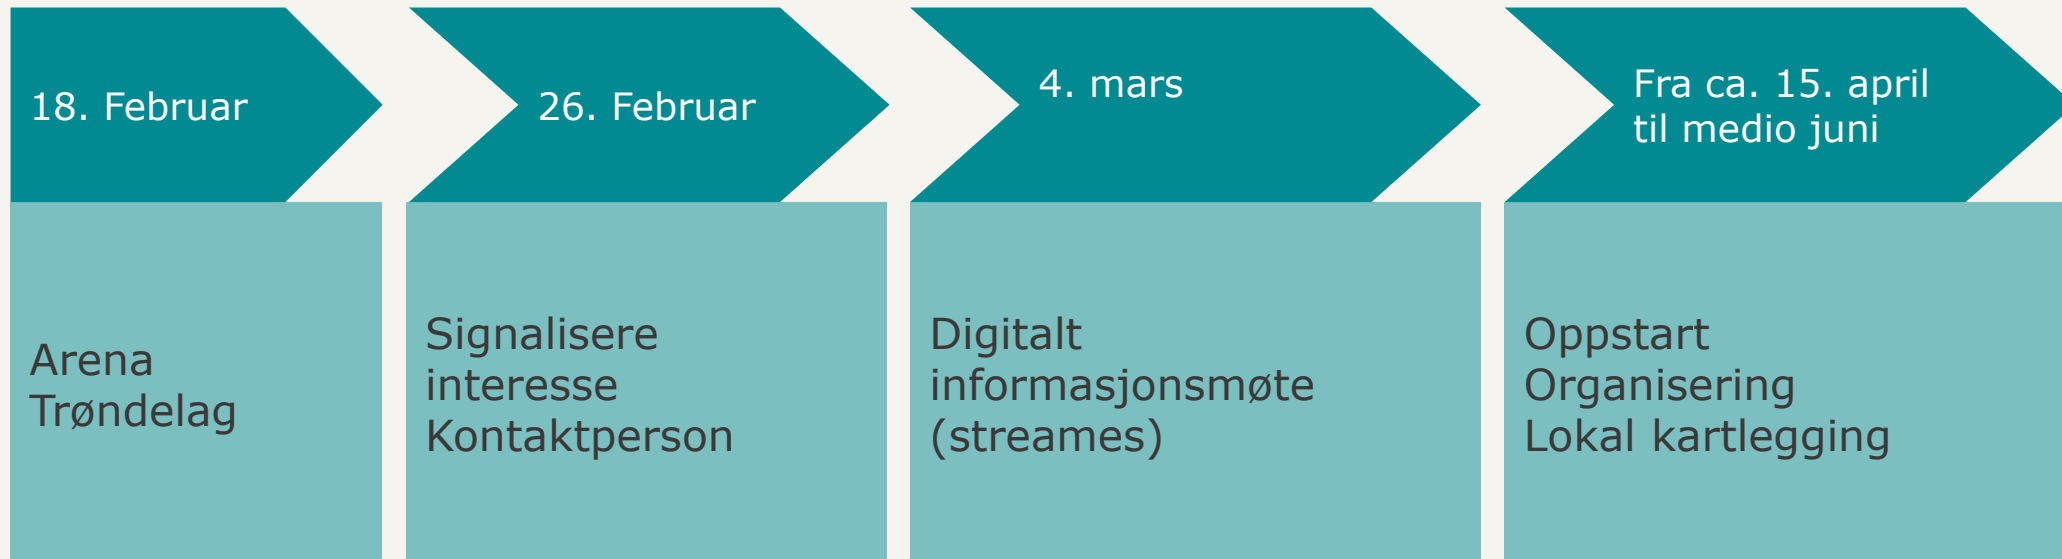 18. Februar
26. Februar
4. mars
Fra ca. 15. april
til medio juni
Arena
Trøndelag
Signalisere
interesse
Kontaktperson
Digitalt
informasjonsmøte
(streames)
Oppstart
Organisering
Lokal kartlegging